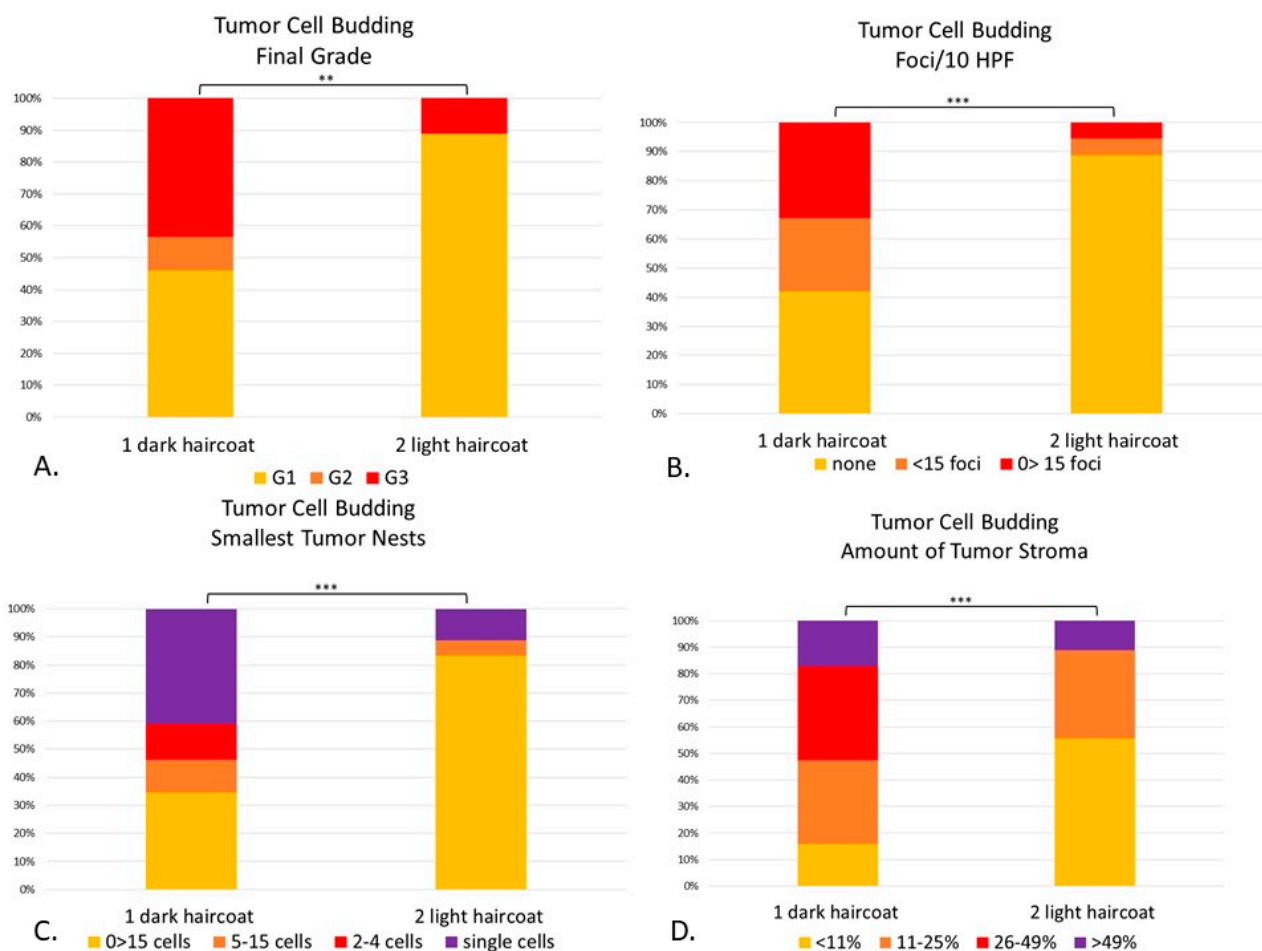 Tumor Cell Budding
Final Grade
**
100%
90%
80%
70%
60%
50%
40%
30%
20%
10%
0%
1 dark haircoat 2 light haircoat
A.
G1 G2 G3
Tumor Cell Budding
Foci/10 HPF
***
100%
90%
80%
70%
60%
50%
40%
30%
20%
10%
0%
1 dark haircoat 2 light haircoat
B.
none <15 foci 0> 15 foci
Tumor Cell Budding
Smallest Tumor Nests
***
100%
90%
80%
70%
60%
50%
40%
30%
20%
10%
0%
1 dark haircoat 2 light haircoat
C.
0>15 cells 5-15 cells 2-4 cells single cells
Tumor Cell Budding
Amount of Tumor Stroma
***
100%
90%
80%
70%
60%
50%
40%
30%
20%
10%
0%
1 dark haircoat 2 light haircoat
D.
<11% 11-25% 26-49% >49%